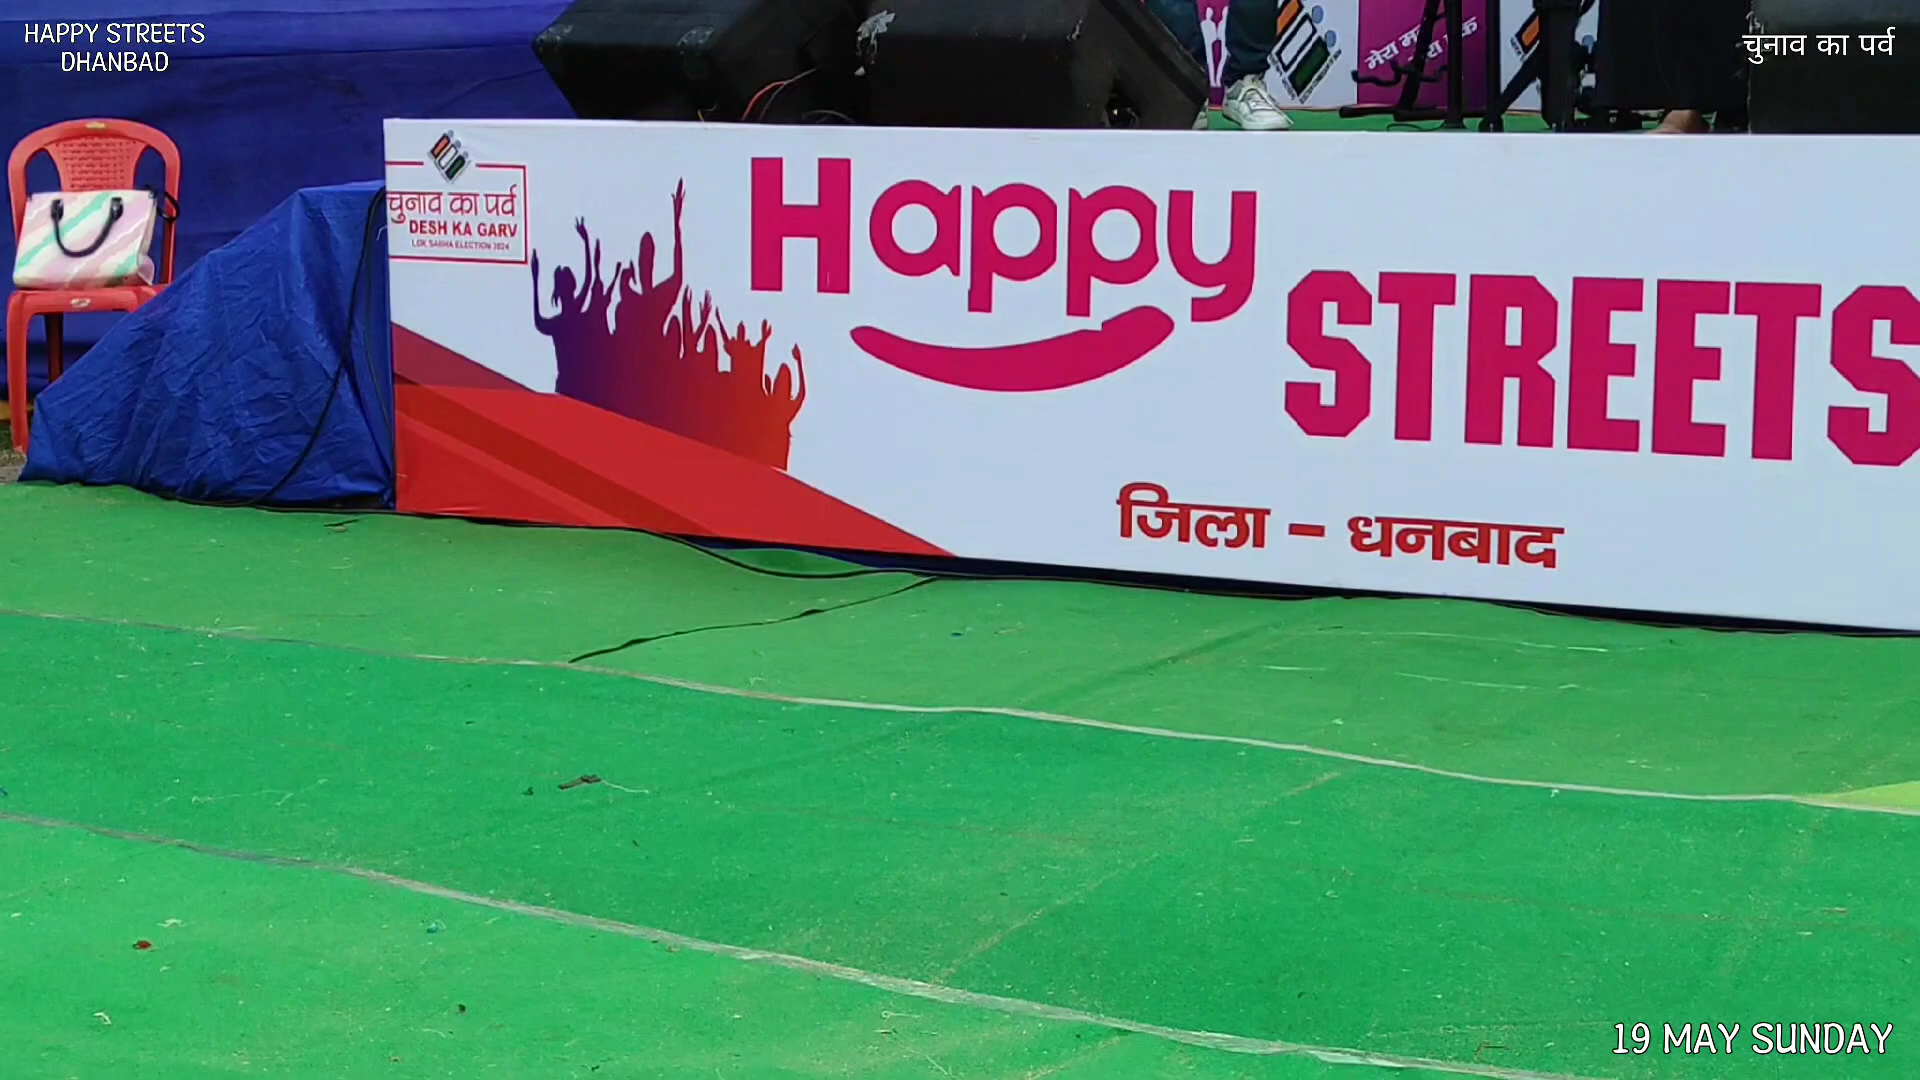 HAPPY STREETS
DHANBAD
चुनाव का पर्व
मेरा
चुनाव का पर्व
DESH KA GARV
LOK SABHA ELECTION 2024
Happy
STREETS
जिला – धनबाद
19 MAY SUNDAY